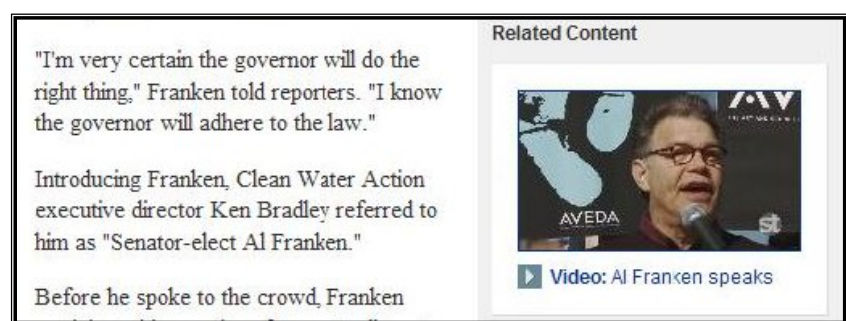 "I'm very certain the governor will do the
right thing," Franken told reporters. "I know
the governor will adhere to the law."
Introducing Franken, Clean Water Action
executive director Ken Bradley referred to
him as "Senator-elect Al Franken."
Before he spoke to the crowd, Franken
Related Content
AV
AVEDA
st
Video: Al Franken speaks